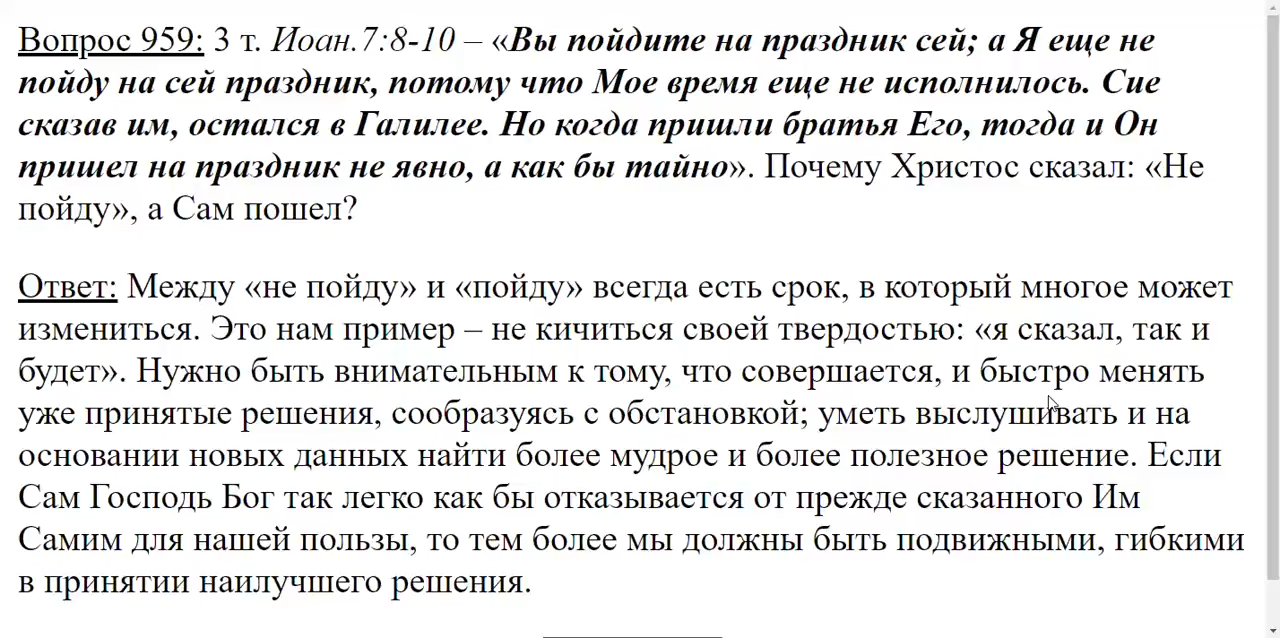 Вопрос 959: 3 т. Иоан.7:8-10 – «Вы пойдите на праздник сей; а Я еще не
пойду на сей праздник, потому что Мое время еще не исполнилось. Сие
сказав им, остался в Галилее. Но когда пришли братья Его, тогда и Он
пришел на праздник не явно, а как бы тайно». Почему Христос сказал: «Не
пойду», а Сам пошел?
Ответ: Между «не пойду» и «пойду» всегда есть срок, в который многое может
измениться. Это нам пример – не кичиться своей твердостью: «я сказал, так и
будет». Нужно быть внимательным к тому, что совершается, и быстро менять
уже принятые решения, сообразуясь с обстановкой; уметь выслушивать и на
основании новых данных найти более мудрое и более полезное решение. Если
Сам Господь Бог так легко как бы отказывается от прежде сказанного Им
Самим для нашей пользы, то тем более мы должны быть подвижными, гибкими
в принятии наилучшего решения.